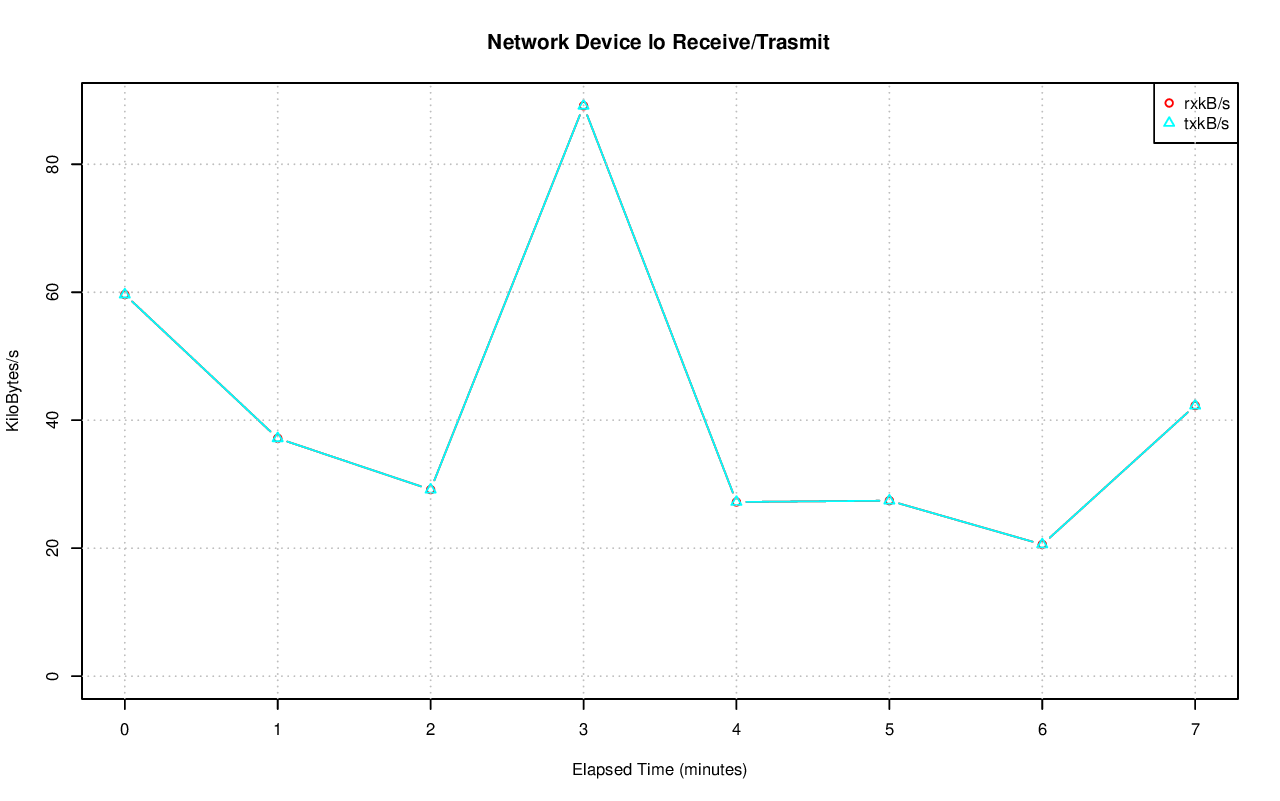 Network Device lo Receive/Trasmit
rxkB/s
txkB/s
KiloBytes/s
80
60
40
20
0
0 1 2 3 4 5 6 7
Elapsed Time (minutes)